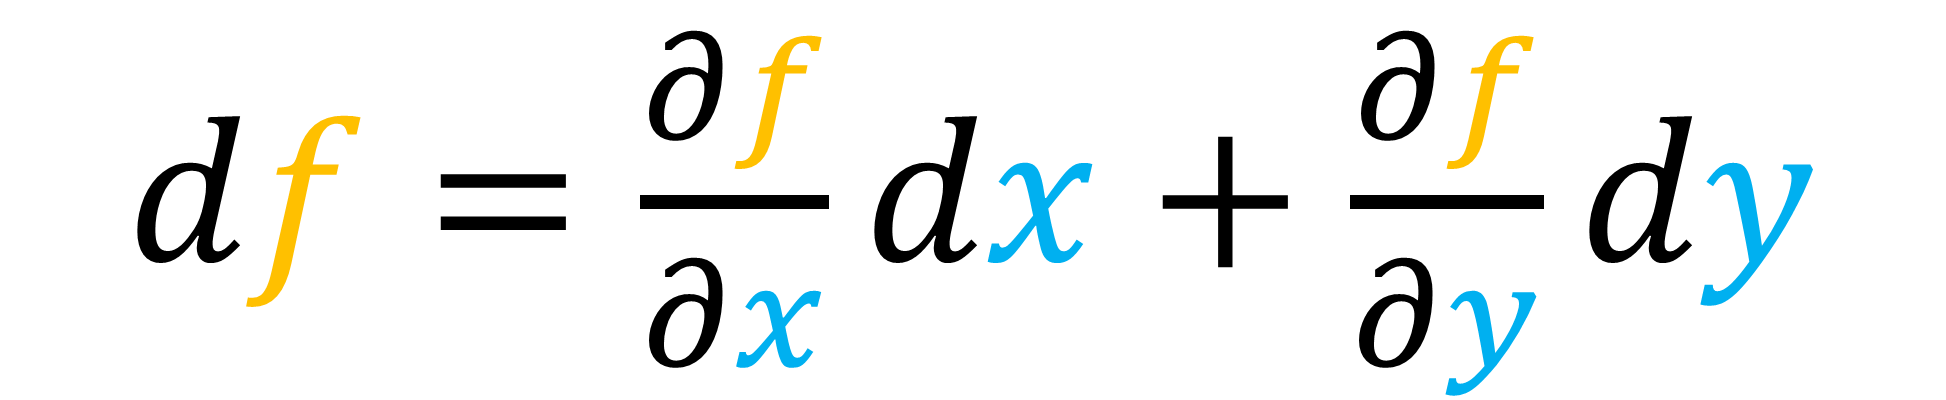 df = ∂f/∂x dx + ∂f/∂y dy